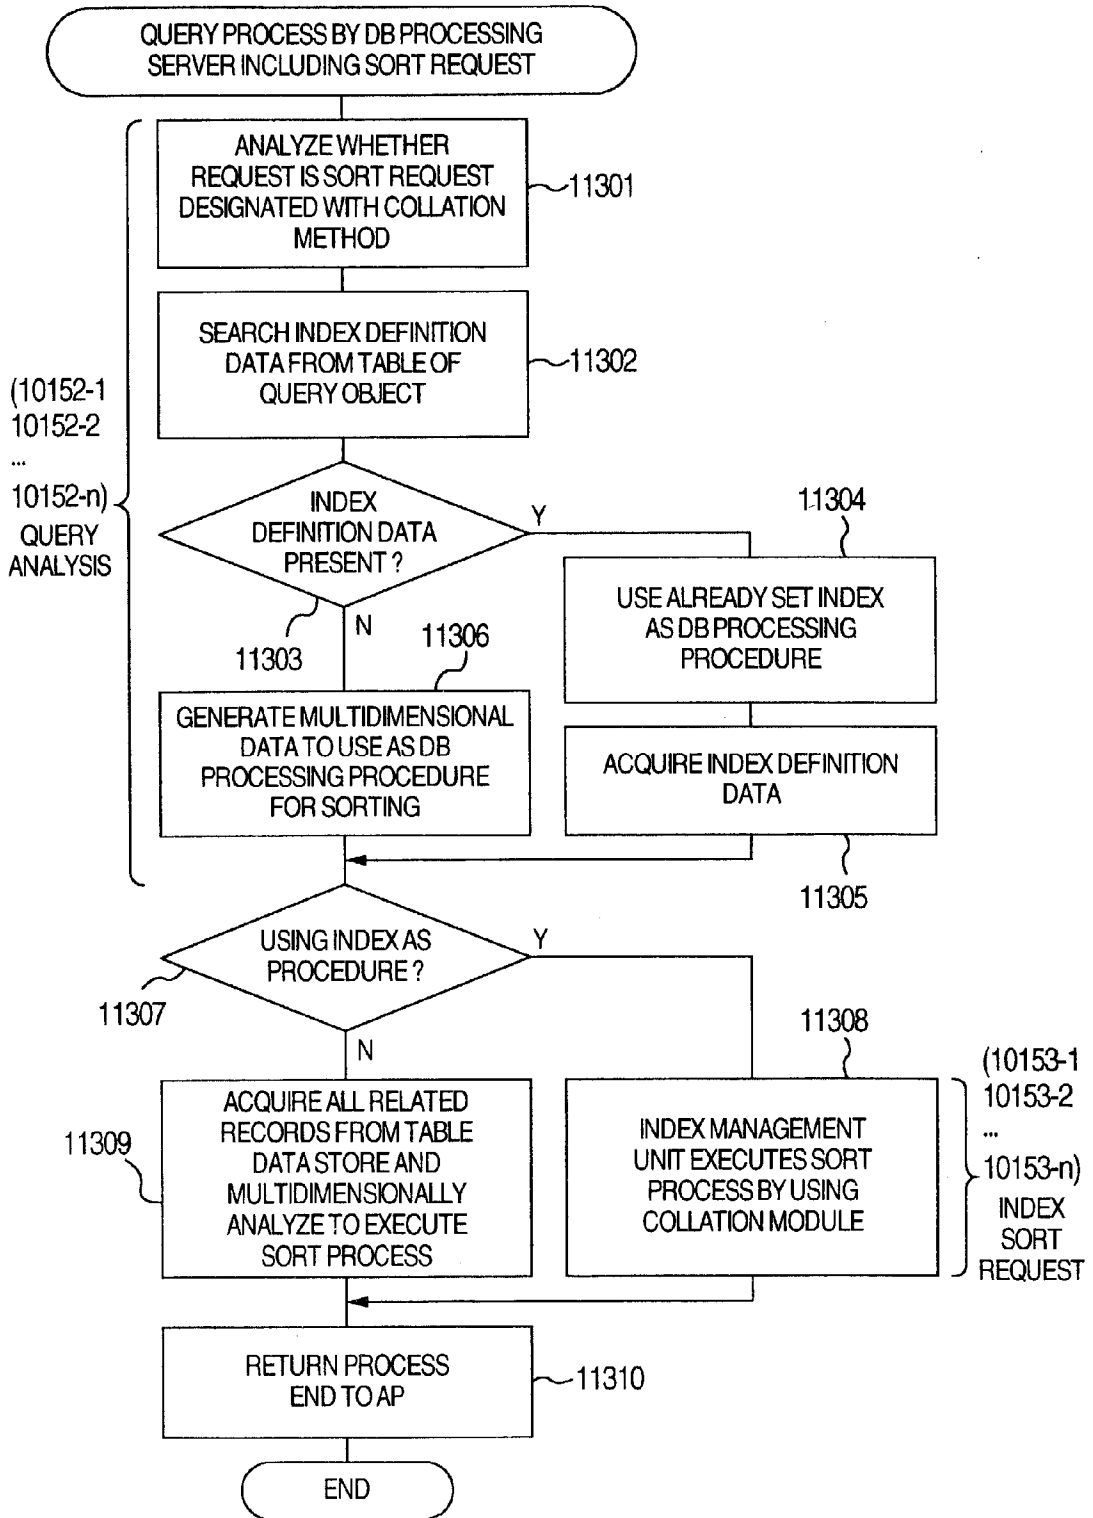 QUERY PROCESS BY DB PROCESSING
SERVER INCLUDING SORT REQUEST
ANALYZE WHETHER
REQUEST IS SORT REQUEST
DESIGNATED WITH COLLATION
METHOD
11301
SEARCH INDEX DEFINITION
DATA FROM TABLE OF
QUERY OBJECT
11302
(10152-1
10152-2
...
10152-n)
QUERY
ANALYSIS
INDEX
DEFINITION DATA
PRESENT ?
Y
N
11303
11304
USE ALREADY SET INDEX
AS DB PROCESSING
PROCEDURE
11306
GENERATE MULTIDIMENSIONAL
DATA TO USE AS DB
PROCESSING PROCEDURE
FOR SORTING
ACQUIRE INDEX DEFINITION
DATA
11305
USING INDEX AS
PROCEDURE ?
Y
N
11307
11308
11309
ACQUIRE ALL RELATED
RECORDS FROM TABLE
DATA STORE AND
MULTIDIMENSIONALLY
ANALYZE TO EXECUTE
SORT PROCESS
INDEX MANAGEMENT
UNIT EXECUTES SORT
PROCESS BY USING
COLLATION MODULE
(10153-1
10153-2
...
10153-n)
INDEX
SORT
REQUEST
RETURN PROCESS
END TO AP
11310
END